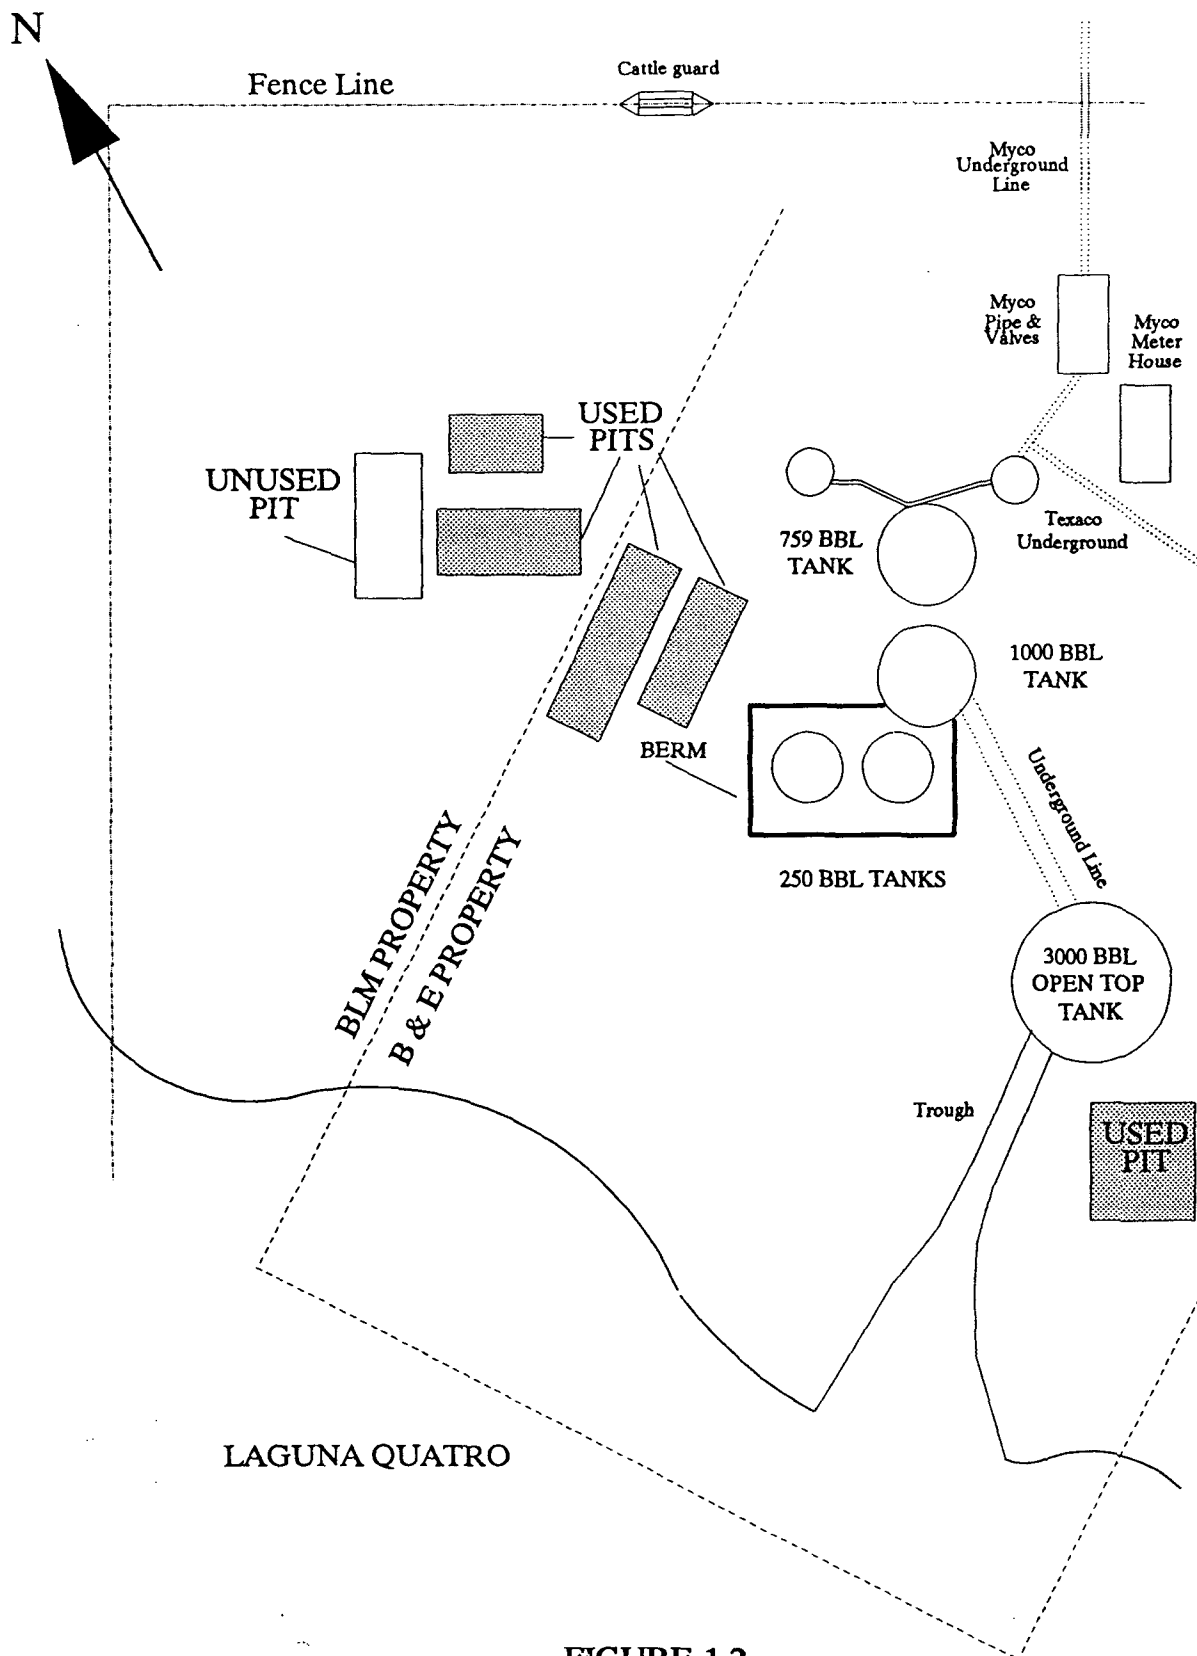 N
Fence Line
Cattle guard
Myco
Underground
Line
Myco
Pipe &
Valves
Myco
Meter
House
USED
PITS
UNUSED
PIT
759 BBL
TANK
Texaco
Underground
1000 BBL
TANK
BERM
Underground Line
250 BBL TANKS
BLM PROPERTY
B & E PROPERTY
3000 BBL
OPEN TOP
TANK
Trough
USED
PIT
LAGUNA QUATRO